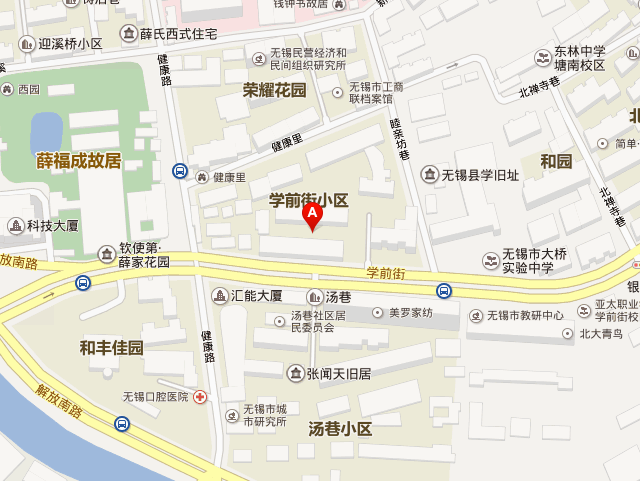 钱钟书故居
迎溪桥小区
薛氏西式住宅
健康路
无锡民营经济和
民间组织研究所
东林中学
塘南校区
西园
荣耀花园
无锡市工商
联档案馆
北禅寺巷
睦亲坊巷
健康里
薛福成故居
健康里
简单·
和园
无锡县学旧址
学前街小区
A
北禅寺巷
科技大厦
钦使第·
薛家花园
无锡市大桥
实验中学
放南路
学前街
银
汇能大厦
汤巷
亚太职业
学前街校
汤巷社区居
民委员会
美罗家纺
无锡市教研中心
北大青鸟
健康路
和丰佳园
张闻天旧居
解放南路
无锡口腔医院
无锡市城
市研究所
汤巷小区